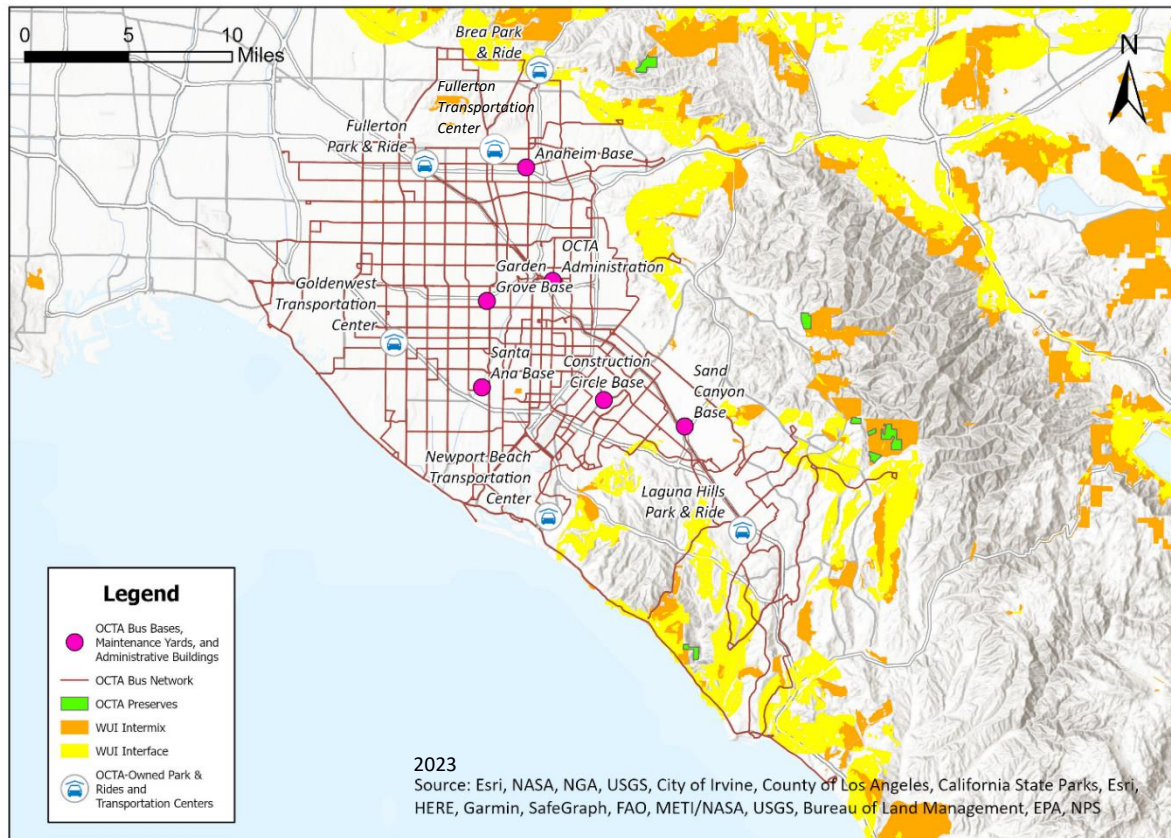 0 5 10
Miles
N
Brea Park
& Ride
Fullerton
Transportation
Center
Fullerton
Park & Ride
Anaheim Base
OCTA
Administration
Garden
Grove Base
Goldenwest
Transportation
Center
Santa
Ana Base
Construction
Circle Base
Sand
Canyon
Base
Newport Beach
Transportation
Center
Laguna Hills
Park & Ride
Legend
OCTA Bus Bases,
Maintenance Yards, and
Administrative Buildings
OCTA Bus Network
OCTA Preserves
WUI Intermix
WUI Interface
OCTA-Owned Park &
Rides and
Transportation Centers
2023
Source: Esri, NASA, NGA, USGS, City of Irvine, County of Los Angeles, California State Parks, Esri,
HERE, Garmin, SafeGraph, FAO, METI/NASA, USGS, Bureau of Land Management, EPA, NPS